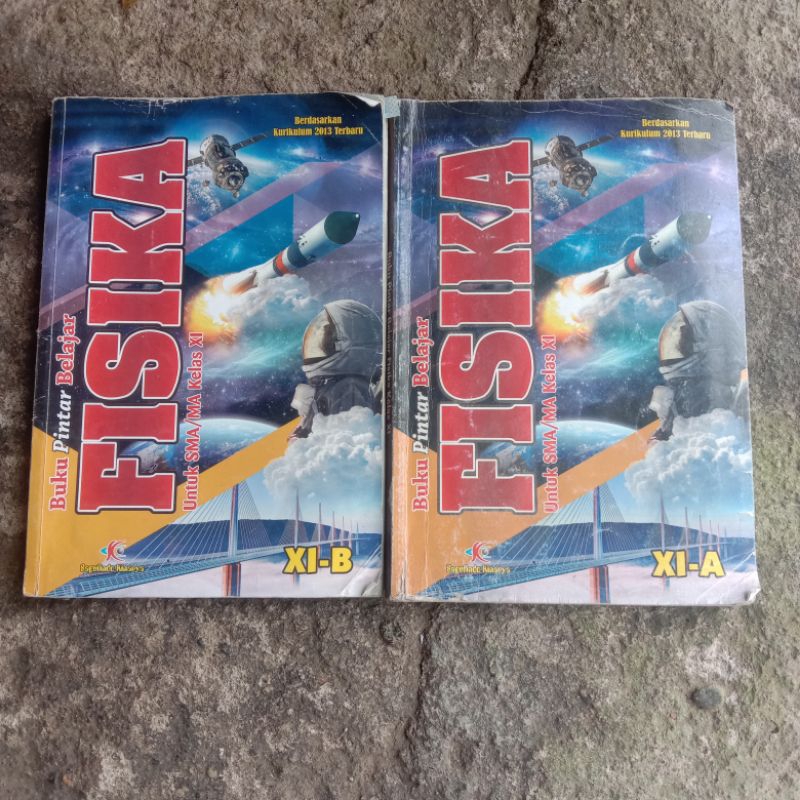 Berdasarkan
Kurikulum 2013 Terbaru
Buku Pintar Belajar
FISIKA
Untuk SMA/MA Kelas XI
XI-B
Berdasarkan
Kurikulum 2013 Terbaru
Buku Pintar Belajar
FISIKA
Untuk SMA/MA Kelas XI
XI-A